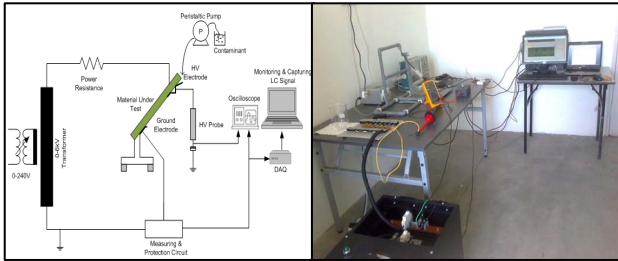 Peristaltic Pump
P
Contaminant
HV
Electrode
Power
Resistance
Material Under
Test
Ground
Electrode
HV Probe
Oscilloscope
Monitoring & Capturing
LC Signal
DAQ
0-240V
0-6kV
Transformer
Measuring &
Protection Circuit